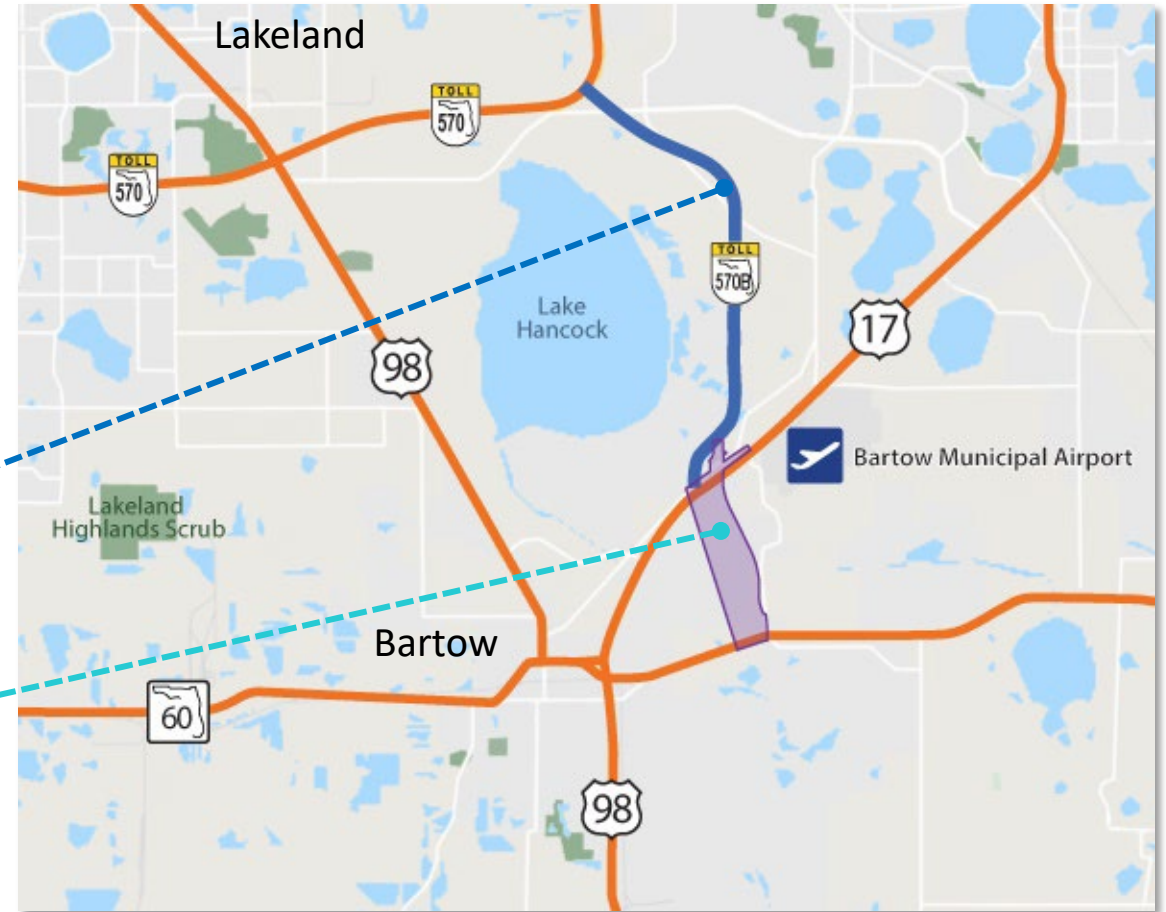 Lakeland
TOLL
570
TOLL
570
TOLL
570B
Lake
Hancock
17
98
Bartow Municipal Airport
Lakeland
Highlands Scrub
Bartow
60
98